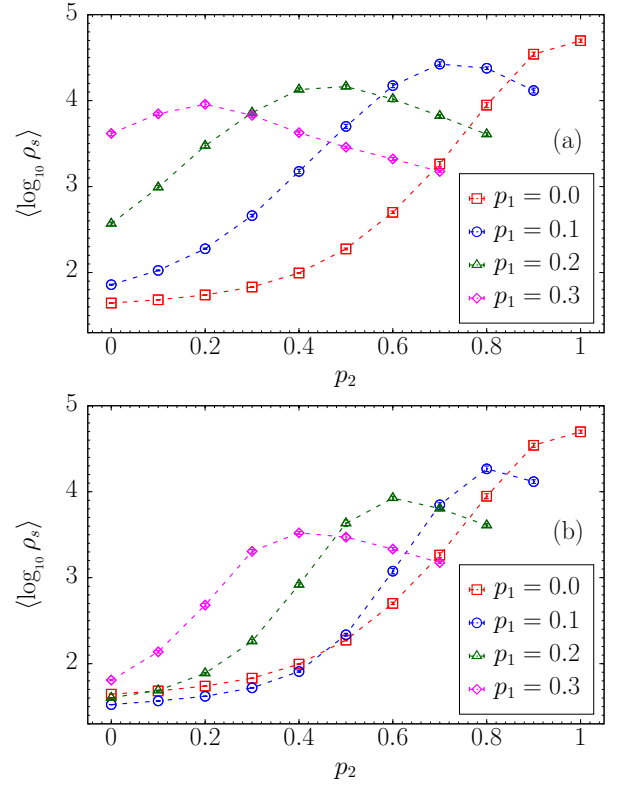 5
4
3
2
⟨log₁₀ ρₛ⟩
(a)
p₁ = 0.0
p₁ = 0.1
p₁ = 0.2
p₁ = 0.3
0 0.2 0.4 0.6 0.8 1
p₂
5
4
3
2
⟨log₁₀ ρₛ⟩
(b)
p₁ = 0.0
p₁ = 0.1
p₁ = 0.2
p₁ = 0.3
0 0.2 0.4 0.6 0.8 1
p₂